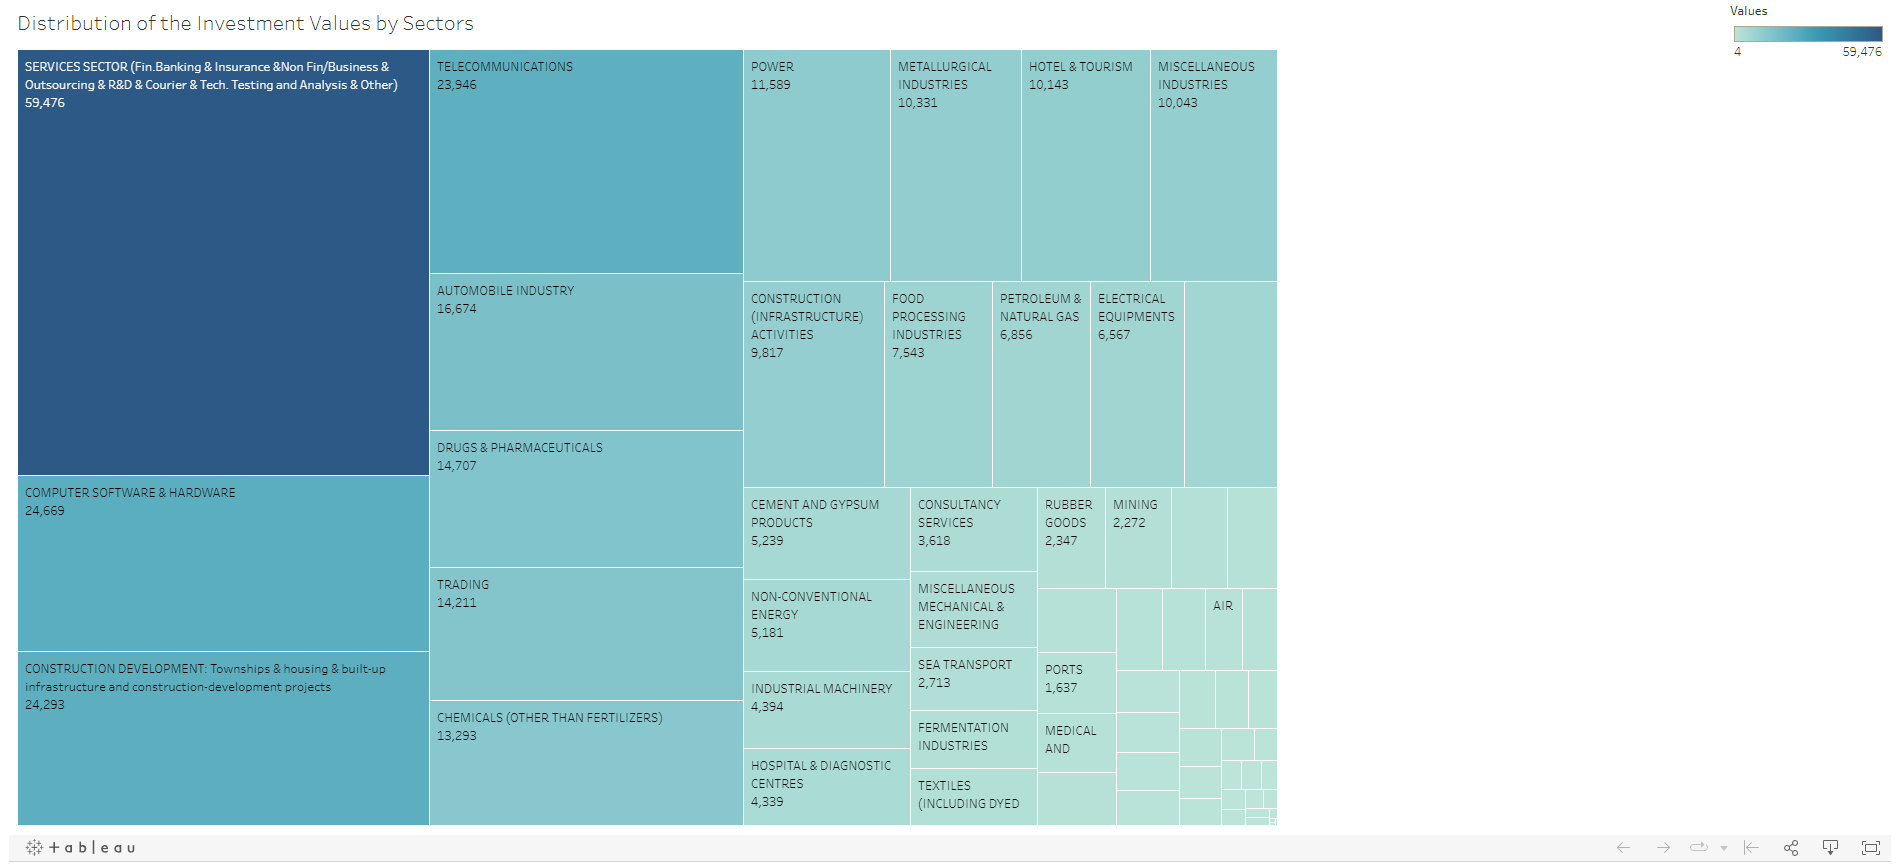 Distribution of the Investment Values by Sectors
Values
4
59,476
SERVICES SECTOR (Fin.Banking & Insurance &Non Fin/Business &
Outsourcing & R&D & Courier & Tech. Testing and Analysis & Other)
59,476
COMPUTER SOFTWARE & HARDWARE
24,669
CONSTRUCTION DEVELOPMENT: Townships & housing & built-up
infrastructure and construction-development projects
24,293
TELECOMMUNICATIONS
23,946
AUTOMOBILE INDUSTRY
16,674
DRUGS & PHARMACEUTICALS
14,707
TRADING
14,211
CHEMICALS (OTHER THAN FERTILIZERS)
13,293
POWER
11,589
METALLURGICAL
INDUSTRIES
10,331
HOTEL & TOURISM
10,143
MISCELLANEOUS
INDUSTRIES
10,043
CONSTRUCTION
(INFRASTRUCTURE)
ACTIVITIES
9,817
FOOD
PROCESSING
INDUSTRIES
7,543
PETROLEUM &
NATURAL GAS
6,856
ELECTRICAL
EQUIPMENTS
6,567
CEMENT AND GYPSUM
PRODUCTS
5,239
NON-CONVENTIONAL
ENERGY
5,181
INDUSTRIAL MACHINERY
4,394
HOSPITAL & DIAGNOSTIC
CENTRES
4,339
CONSULTANCY
SERVICES
3,618
MISCELLANEOUS
MECHANICAL &
ENGINEERING
SEA TRANSPORT
2,713
FERMENTATION
INDUSTRIES
TEXTILES
(INCLUDING DYED
RUBBER
GOODS
2,347
MINING
2,272
AIR
PORTS
1,637
MEDICAL
AND
+ a b | e a u